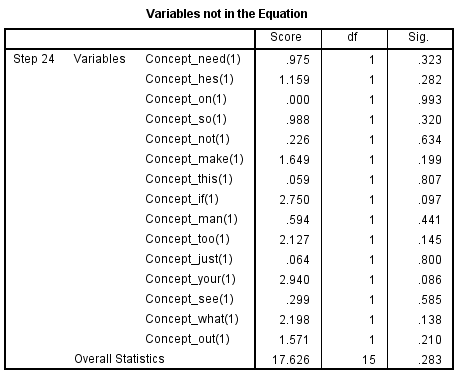 Variables not in the Equation
Score df Sig.
Step 24 Variables Concept_need(1) .975 1 .323
Concept_hes(1) 1.159 1 .282
Concept_on(1) .000 1 .993
Concept_so(1) .988 1 .320
Concept_not(1) .226 1 .634
Concept_make(1) 1.649 1 .199
Concept_this(1) .059 1 .807
Concept_if(1) 2.750 1 .097
Concept_man(1) .594 1 .441
Concept_too(1) 2.127 1 .145
Concept_just(1) .064 1 .800
Concept_your(1) 2.940 1 .086
Concept_see(1) .299 1 .585
Concept_what(1) 2.198 1 .138
Concept_out(1) 1.571 1 .210
Overall Statistics 17.626 15 .283